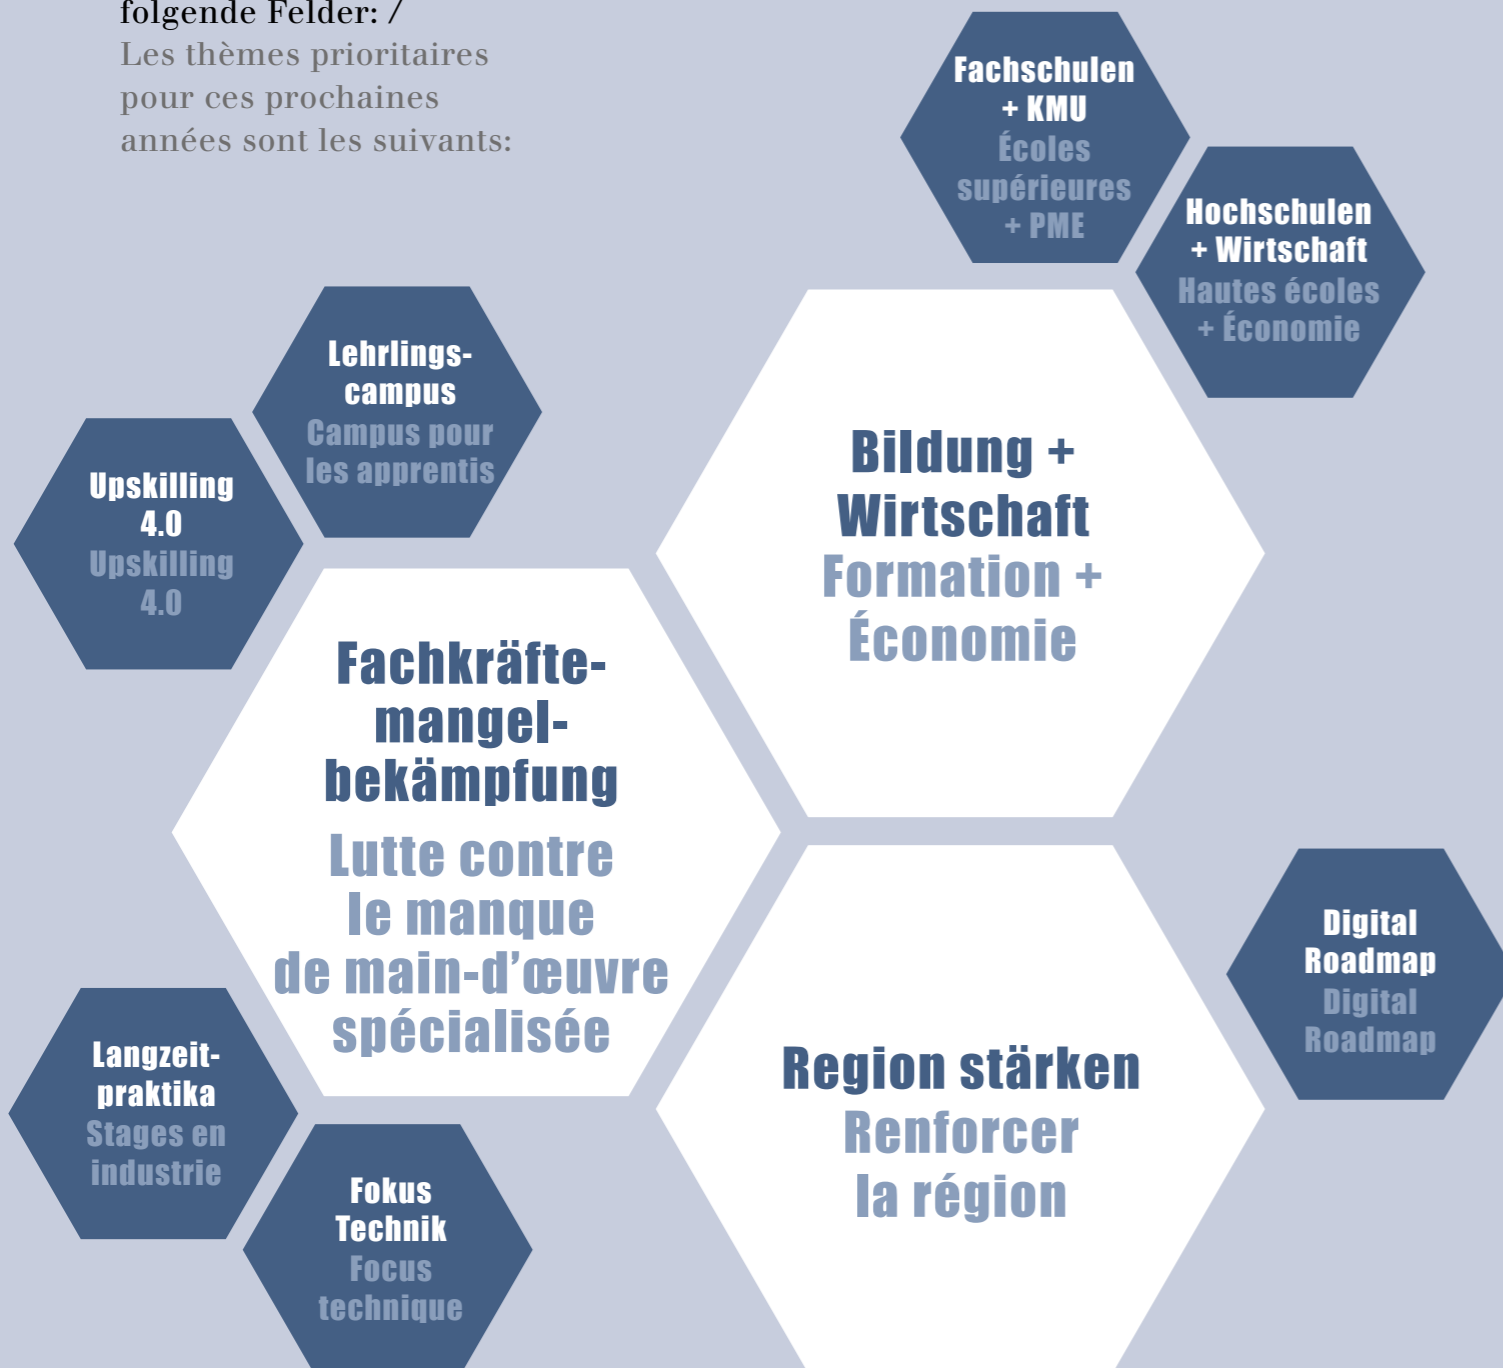 folgende Felder: /
Les thèmes prioritaires
pour ces prochaines
années sont les suivants:
Fachschulen
+ KMU
Écoles
supérieures
+ PME
Hochschulen
+ Wirtschaft
Hautes écoles
+ Économie
Lehrlings-
campus
Campus pour
les apprentis
Upskilling
4.0
Upskilling
4.0
Bildung +
Wirtschaft
Formation +
Économie
Fachkräfte-
mangel-
bekämpfung
Lutte contre
le manque
de main-d’œuvre
spécialisée
Digital
Roadmap
Digital
Roadmap
Region stärken
Renforcer
la région
Langzeit-
praktika
Stages en
industrie
Fokus
Technik
Focus
technique